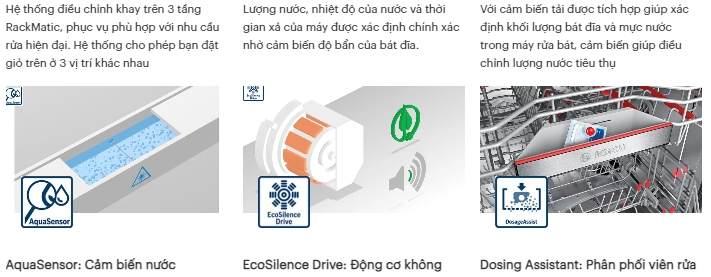 Hệ thống điều chỉnh khay trên 3 tầng
RackMatic, phục vụ phù hợp với nhu cầu
rửa hiện đại. Hệ thống cho phép bạn đặt
giỏ trên ở 3 vị trí khác nhau
Lượng nước, nhiệt độ của nước và thời
gian xả của máy được xác định chính xác
nhờ cảm biến độ bẩn của bát đĩa.
Với cảm biến tải được tích hợp giúp xác
định khối lượng bát đĩa và mực nước
trong máy rửa bát, cảm biến giúp điều
chỉnh lượng nước tiêu thụ
AquaSensor
EcoSilence
Drive
DosageAssist
BOSCH
AquaSensor: Cảm biến nước
EcoSilence Drive: Động cơ không
Dosing Assistant: Phân phối viên rửa